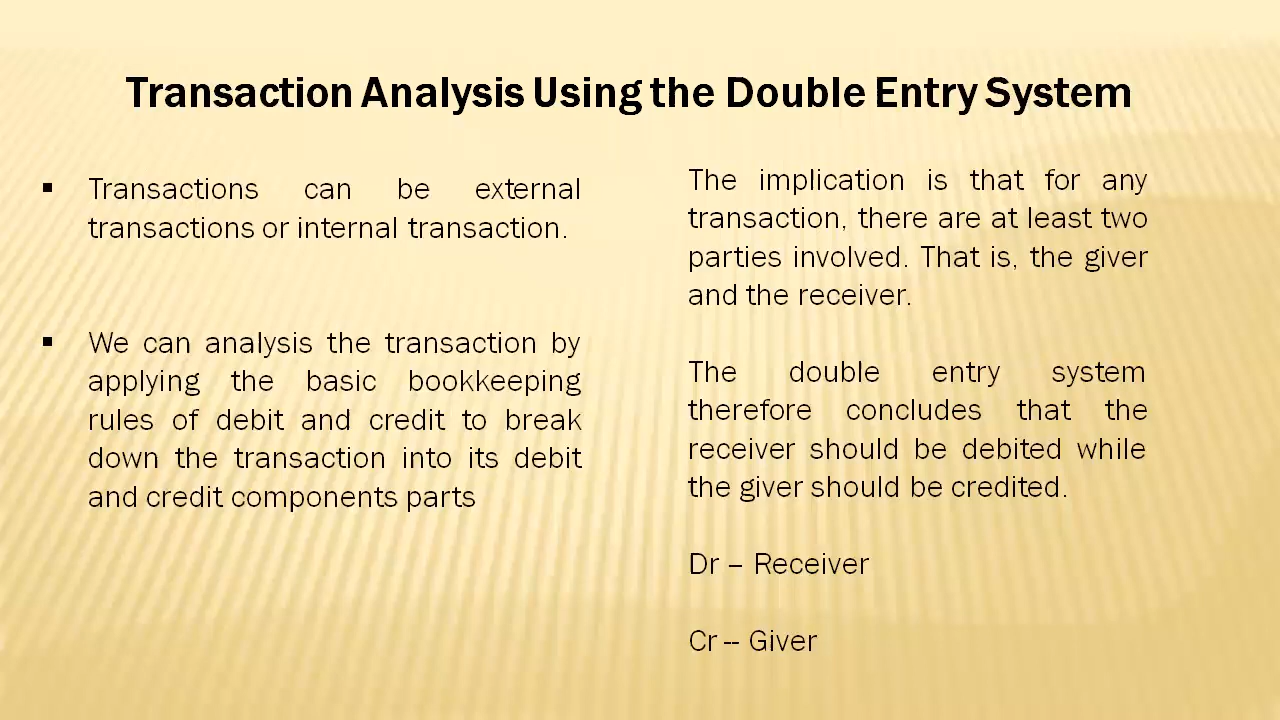 Transaction Analysis Using the Double Entry System
▪ Transactions can be external
transactions or internal transaction.
▪ We can analysis the transaction by
applying the basic bookkeeping
rules of debit and credit to break
down the transaction into its debit
and credit components parts
The implication is that for any
transaction, there are at least two
parties involved. That is, the giver
and the receiver.
The double entry system
therefore concludes that the
receiver should be debited while
the giver should be credited.
Dr – Receiver
Cr -- Giver